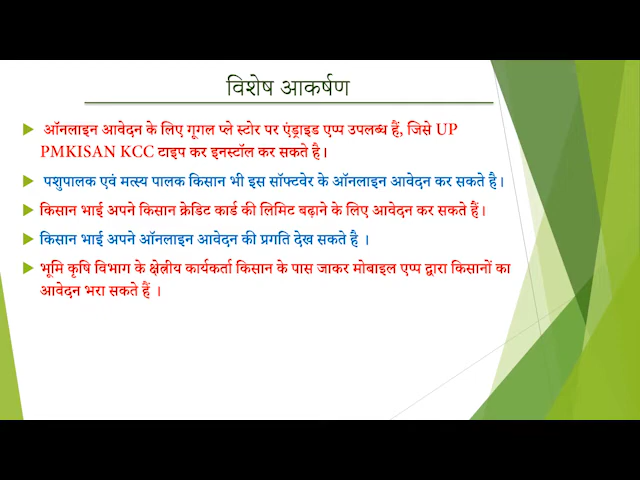 विशेष आकर्षण
ऑनलाइन आवेदन के लिए गूगल प्ले स्टोर पर एंड्राइड एप्प उपलब्ध हैं, जिसे UP
PMKISAN KCC टाइप कर इनस्टॉल कर सकते है।
पशुपालक एवं मत्स्य पालक किसान भी इस सॉफ्टवेर के ऑनलाइन आवेदन कर सकते है।
किसान भाई अपने किसान क्रेडिट कार्ड की लिमिट बढ़ाने के लिए आवेदन कर सकते हैं।
किसान भाई अपने ऑनलाइन आवेदन की प्रगति देख सकते है ।
भूमि कृषि विभाग के क्षेत्रीय कार्यकर्ता किसान के पास जाकर मोबाइल एप्प द्वारा किसानों का
आवेदन भरा सकते हैं ।